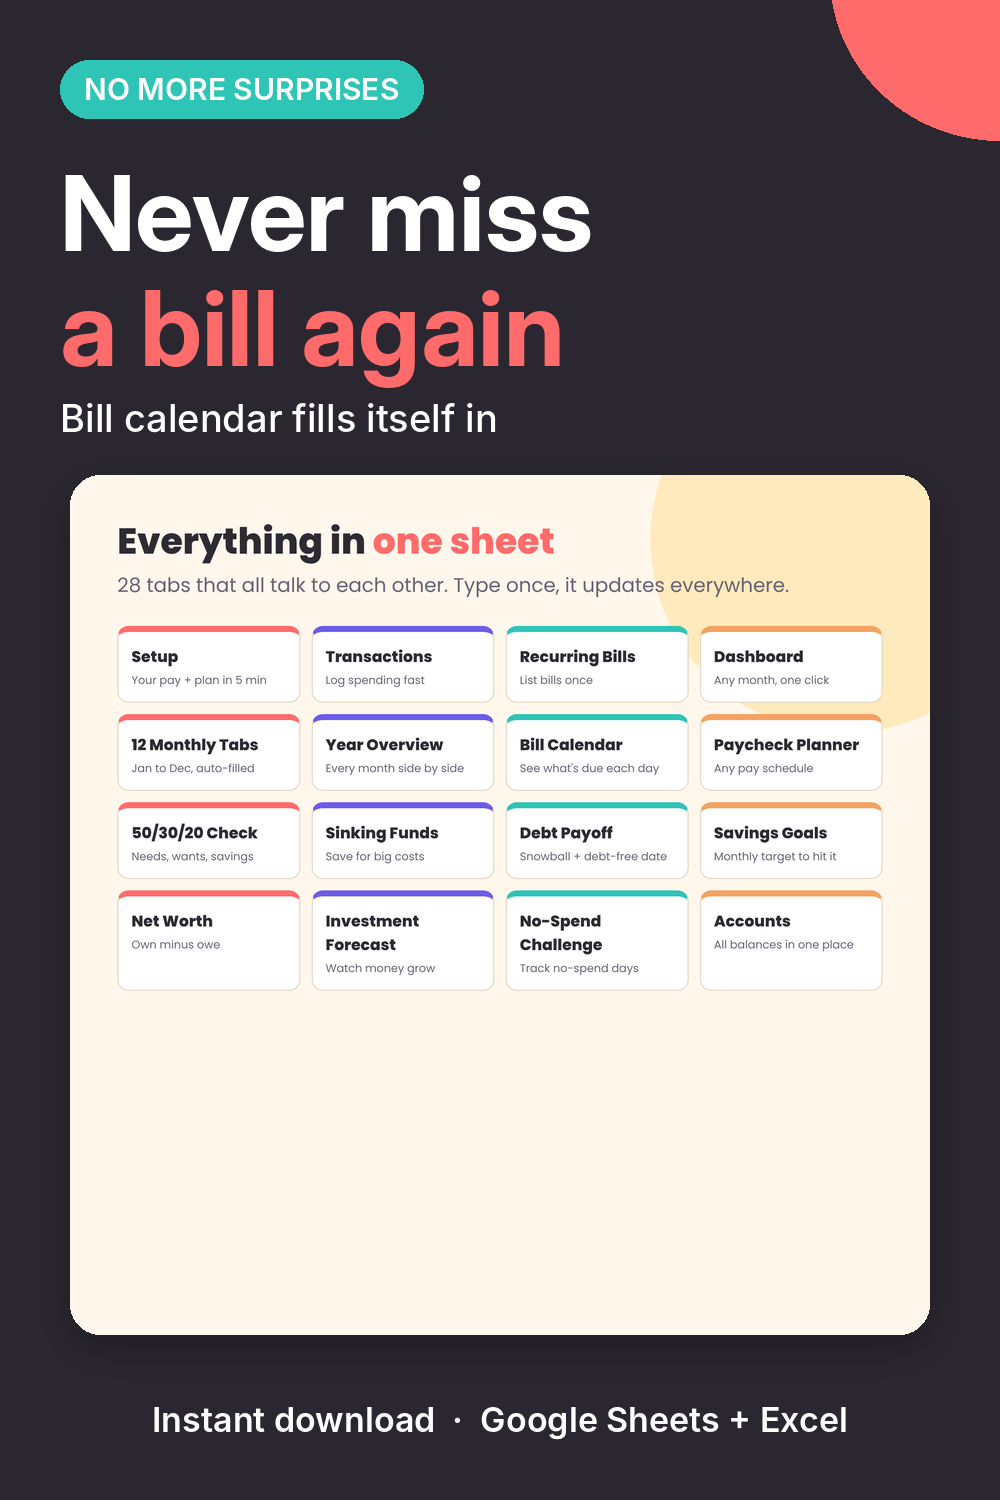 NO MORE SURPRISES
Never miss
a bill again
Bill calendar fills itself in
Everything in one sheet
28 tabs that all talk to each other. Type once, it updates everywhere.
Setup
Your pay + plan in 5 min
Transactions
Log spending fast
Recurring Bills
List bills once
Dashboard
Any month, one click
12 Monthly Tabs
Jan to Dec, auto-filled
Year Overview
Every month side by side
Bill Calendar
See what's due each day
Paycheck Planner
Any pay schedule
50/30/20 Check
Needs, wants, savings
Sinking Funds
Save for big costs
Debt Payoff
Snowball + debt-free date
Savings Goals
Monthly target to hit it
Net Worth
Own minus owe
Investment
Forecast
Watch money grow
No-Spend
Challenge
Track no-spend days
Accounts
All balances in one place
Instant download · Google Sheets + Excel